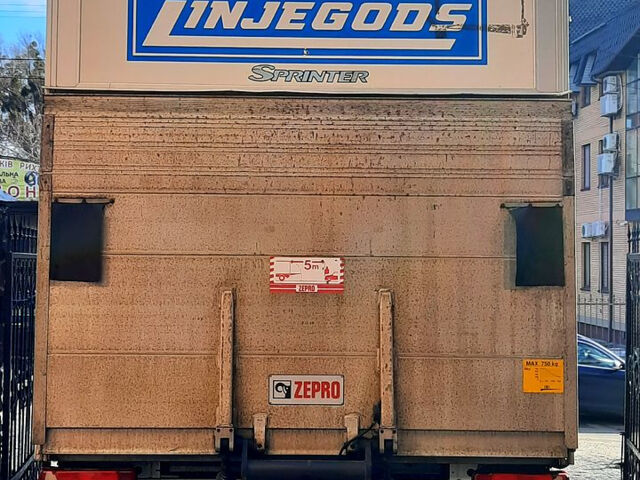 LINJEGODS
SPRINTER
5m
ZEPRO
ZEPRO
MAX. 750 kg